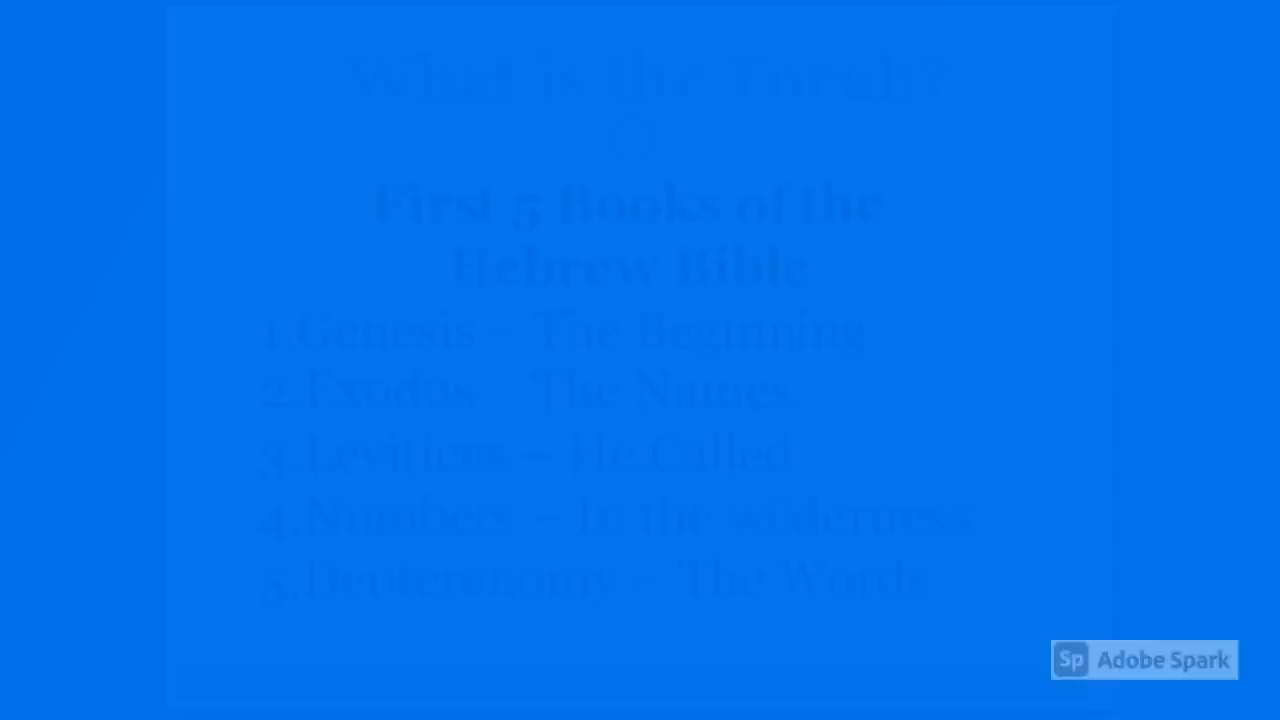 What is the Torah?
First 5 Books of the
Hebrew Bible
1.Genesis – The Beginning
2.Exodus – The Names
3.Leviticus – He Called
4.Numbers – In the wilderness
5.Deuteronomy – The Words
Sp Adobe Spark